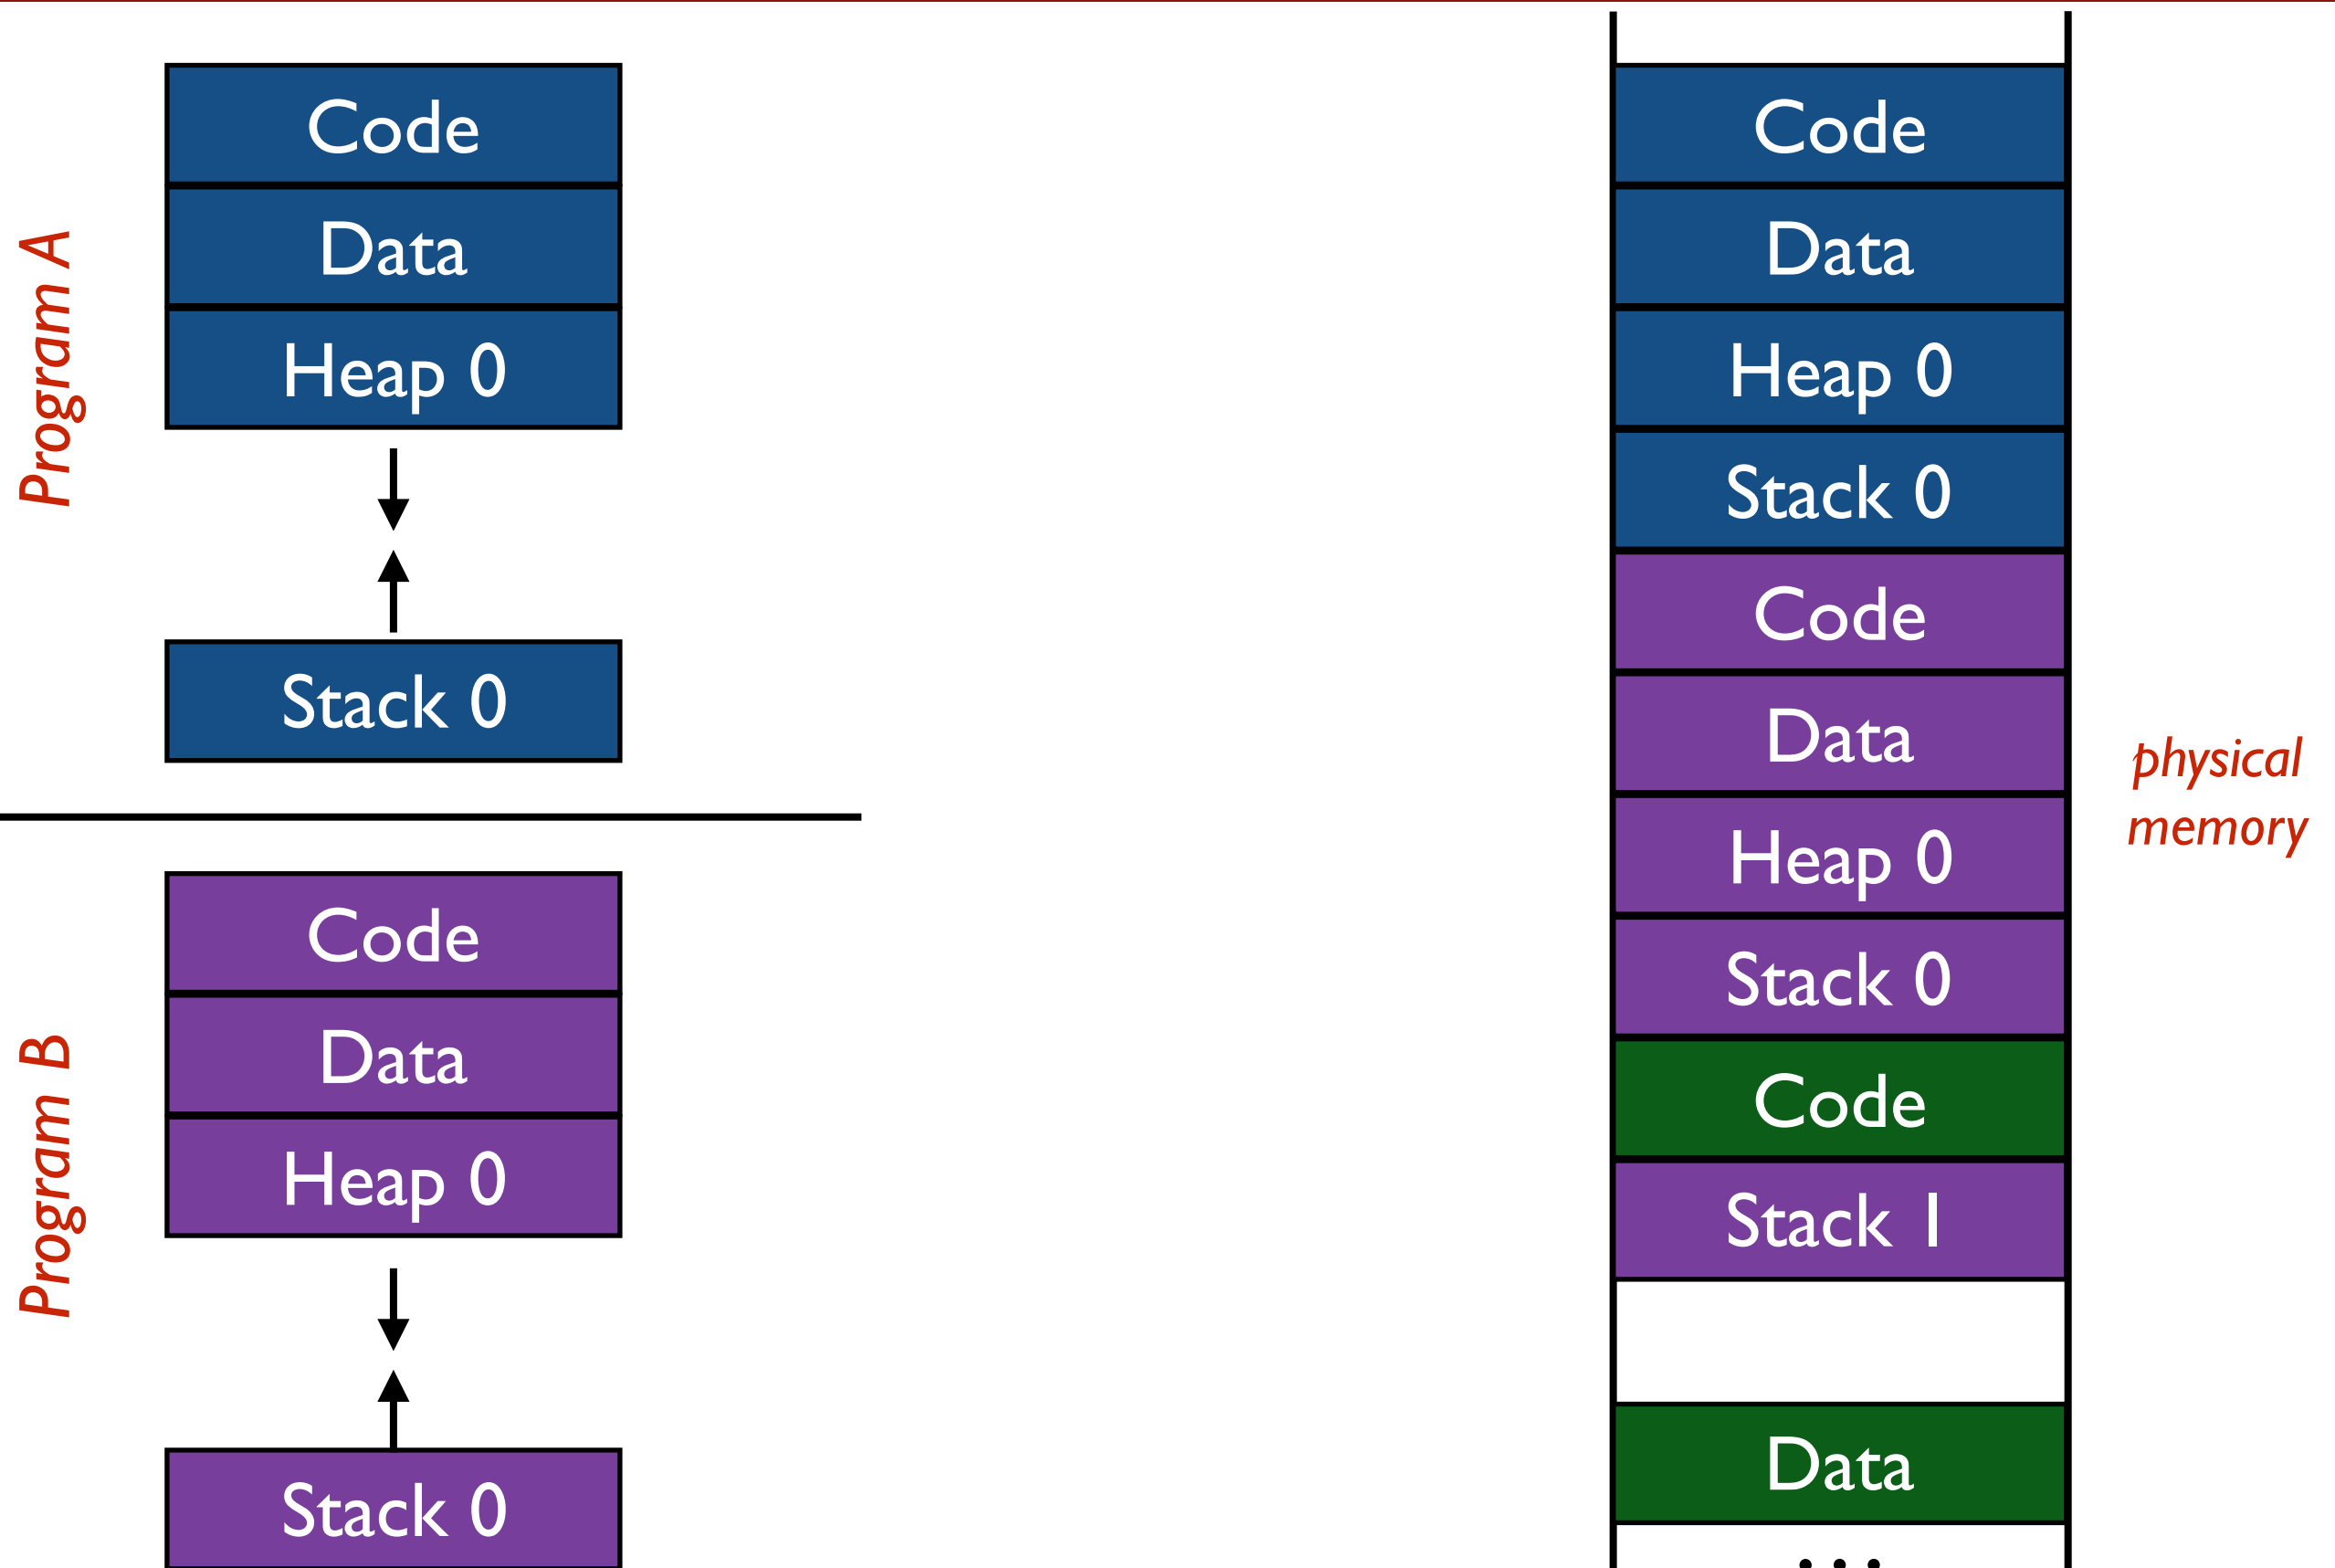 Program A
Code
Data
Heap 0
Stack 0
Program B
Code
Data
Heap 0
Stack 0
Code
Data
Heap 0
Stack 0
Code
Data
Heap 0
Stack 0
Code
Stack 1
Data
...
physical
memory